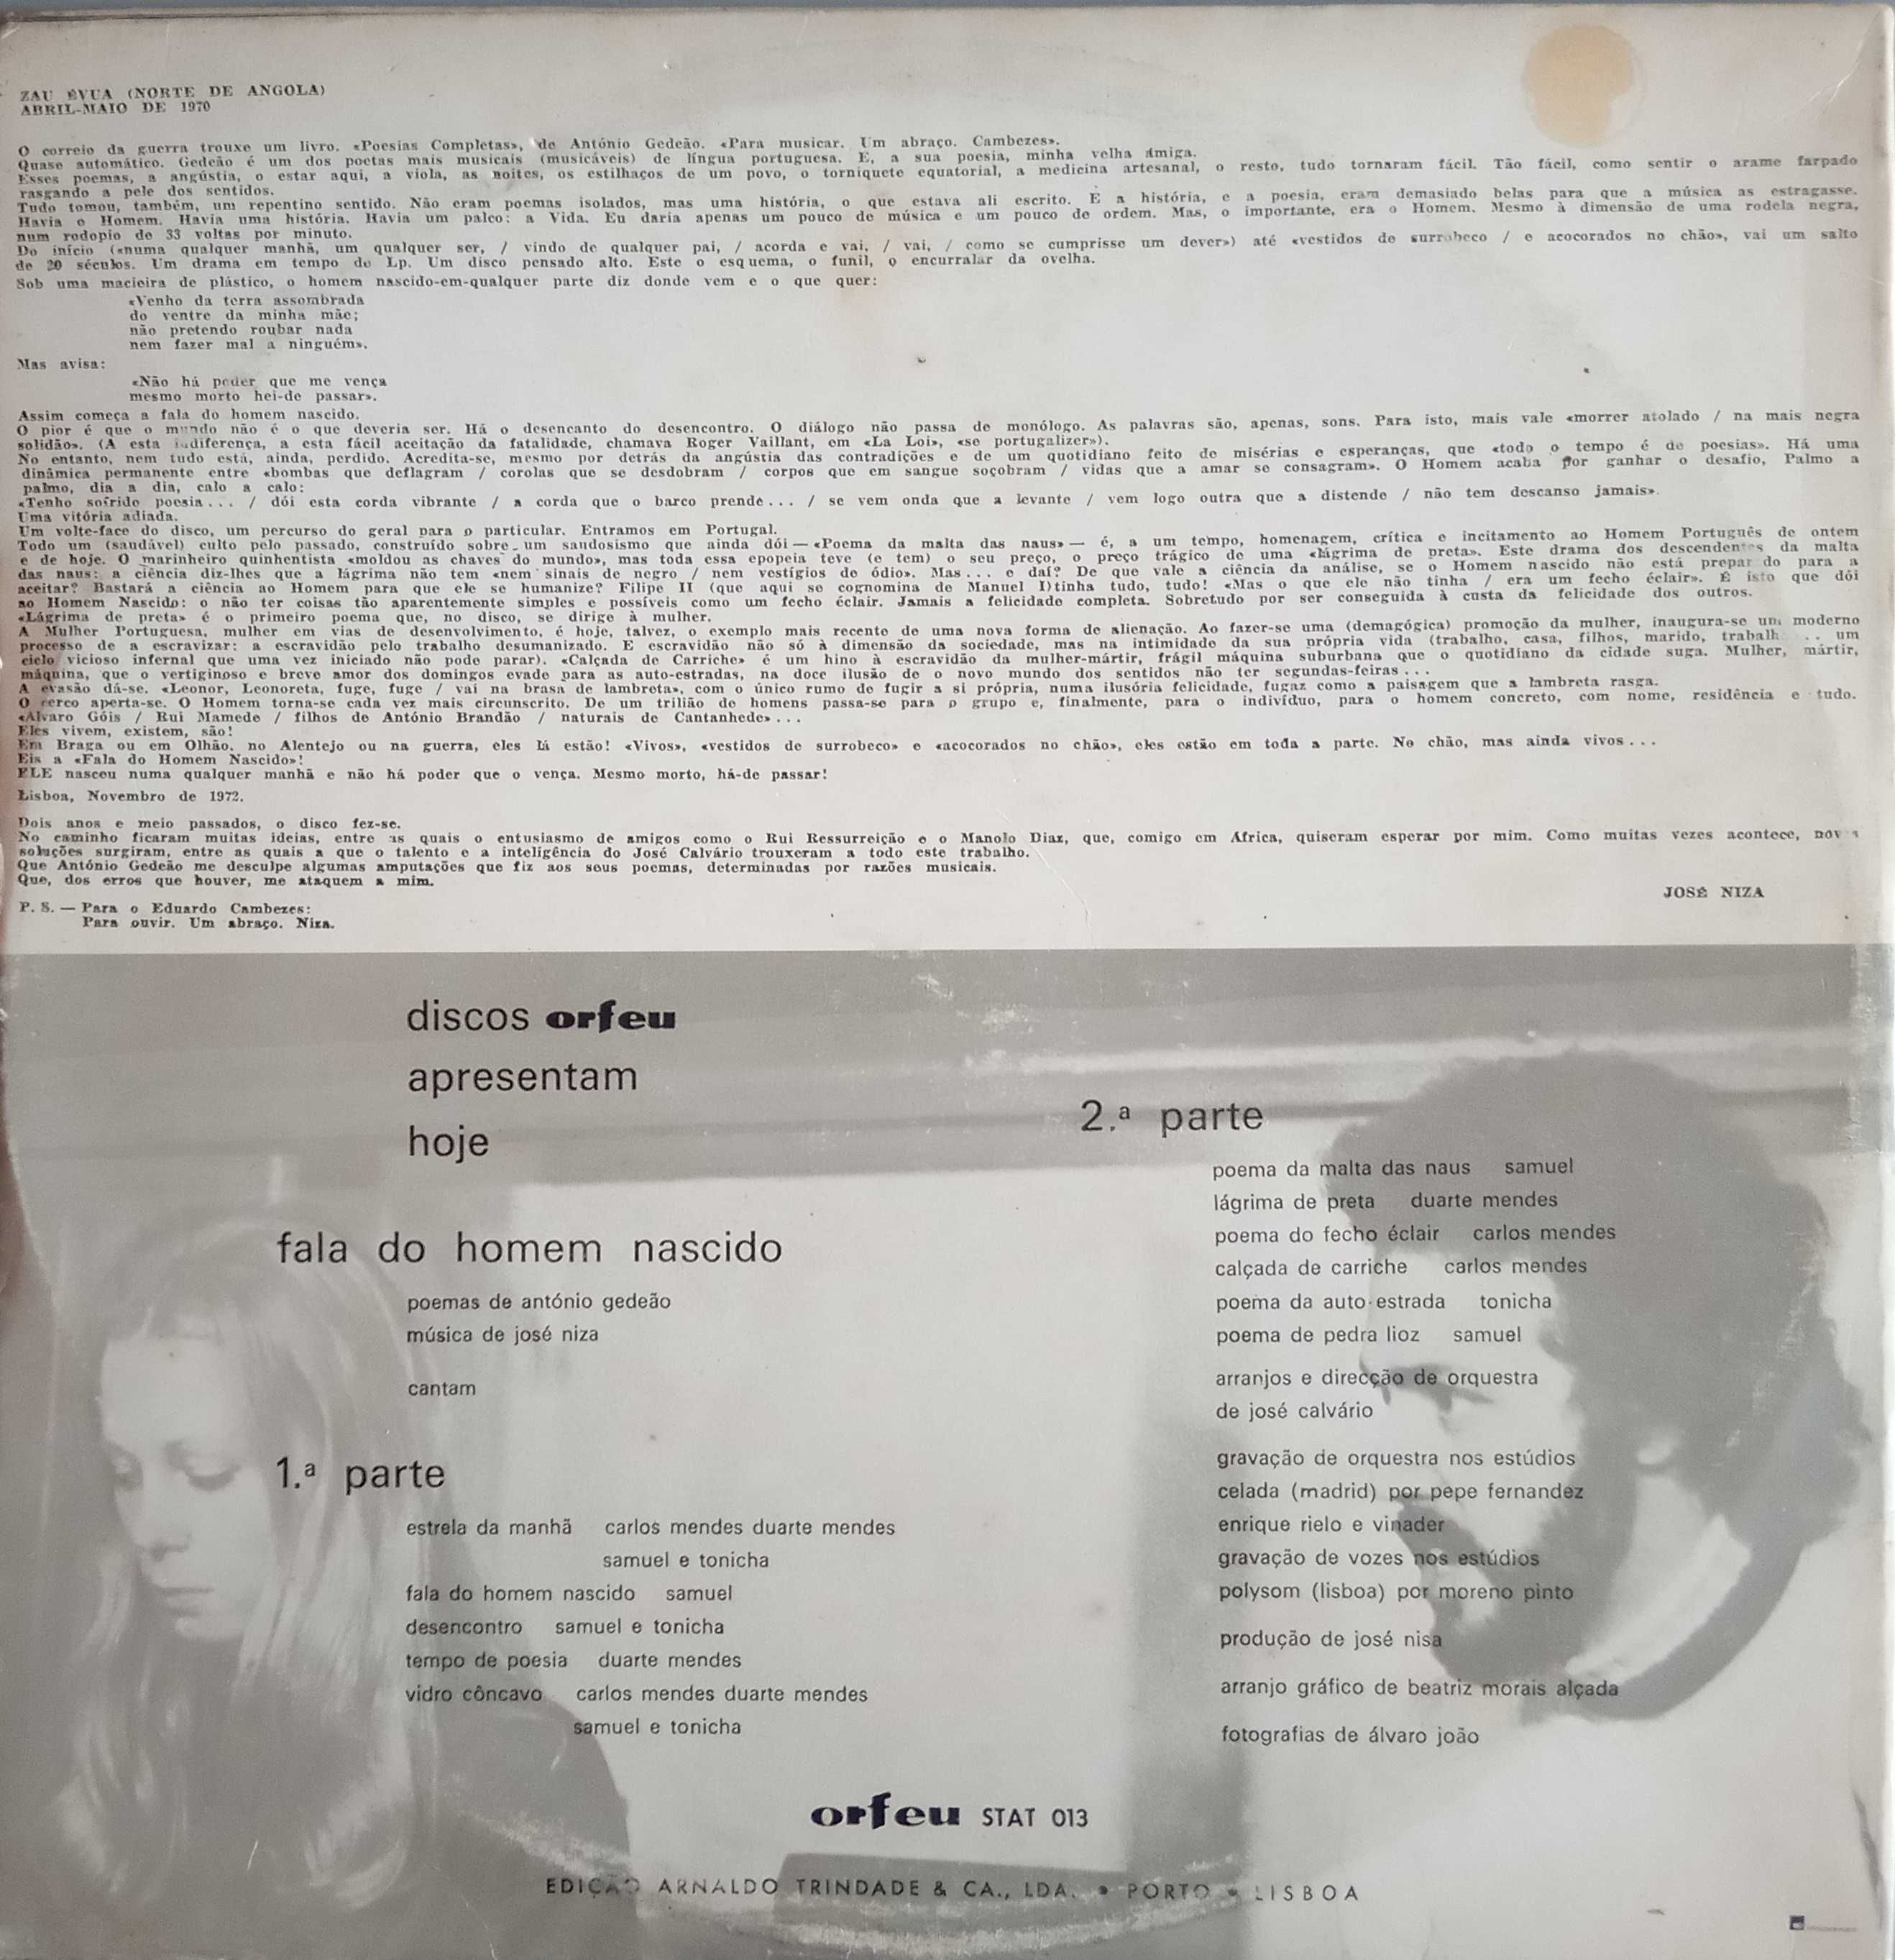 ZAU ÉVUA (NORTE DE ANGOLA)
ABRIL-MAIO DE 1970
O correio da guerra trouxe um livro. «Poesias Completas», de António Gedeão. «Para musicar. Um abraço. Cambezes».
Quase automático. Gedeão é um dos poetas mais musicais (musicáveis) de língua portuguesa. E, a sua poesia, minha velha amiga.
Esses poemas, a angústia, o estar aqui, a viola, as noites, os estilhaços de um povo, o torniquete equatorial, a medicina artesanal, o resto, tudo tornaram fácil. Tão fácil, como sentir o arame farpado
rasgando a pele dos sentidos.
Tudo tomou, também, um repentino sentido. Não eram poemas isolados, mas uma história, o que estava ali escrito. E a história, e a poesia, eram demasiado belas para que a música as estragasse.
Havia o Homem. Havia uma história. Havia um palco: a Vida. Eu daria apenas um pouco de música e um pouco de ordem. Mas, o importante, era o Homem. Mesmo à dimensão de uma rodela negra,
num rodopio de 33 voltas por minuto.
Do início («numa qualquer manhã, um qualquer ser, / vindo de qualquer pai, / acorda e vai, / vai, / como se cumprisse um dever») até «vestidos de surrobeco / e acocorados no chão», vai um salto
de 20 séculos. Um drama em tempo de Lp. Um disco pensado alto. Este o esquema, o funil, o encurralar da ovelha.
Sob uma macieira de plástico, o homem nascido-em-qualquer parte diz donde vem e o que quer:
«Venho da terra assombrada
do ventre da minha mãe;
não pretendo roubar nada
nem fazer mal a ninguém».
Mas avisa:
«Não há poder que me vença
mesmo morto hei-de passar».
Assim começa a fala do homem nascido.
O pior é que o mundo não é o que deveria ser. Há o desencanto do desencontro. O diálogo não passa de monólogo. As palavras são, apenas, sons. Para isto, mais vale «morrer atolado / na mais negra
solidão». (A esta indiferença, a esta fácil aceitação da fatalidade, chamava Roger Vaillant, em «La Loi», «se portugalizer»).
No entanto, nem tudo está, ainda, perdido. Acredita-se, mesmo por detrás da angústia das contradições e de um quotidiano feito de misérias e esperanças, que «todo o tempo é de poesias». Há uma
dinâmica permanente entre «bombas que deflagram / corolas que se desdobram / corpos que em sangue soçobram / vidas que a amar se consagram». O Homem acaba por ganhar o desafio, Palmo a
palmo, dia a dia, calo a calo:
«Tenho sofrido poesia... / dói esta corda vibrante / a corda que o barco prende... / se vem onda que a levante / vem logo outra que a distende / não tem descanso jamais».
Uma vitória adiada.
Um volte-face do disco, um percurso do geral para o particular. Entramos em Portugal.
Todo um (saudável) culto pelo passado, construído sobre um saudosismo que ainda dói — «Poema da malta das naus» — é, a um tempo, homenagem, crítica e incitamento ao Homem Português de ontem
e de hoje. O marinheiro quinhentista «moldou as chaves do mundo», mas toda essa epopeia teve (e tem) o seu preço, o preço trágico de uma «lágrima de preta». Este drama dos descendentes da malta
das naus: a ciência diz-lhes que a lágrima não tem «nem sinais de negro / nem vestígios de ódio». Mas... e daí? De que vale a ciência da análise, se o Homem nascido não está preparado para a
aceitar? Bastará a ciência ao Homem para que ele se humanize? Filipe II (que aqui se cognomina de Manuel I) tinha tudo, tudo! «Mas o que ele não tinha / era um fecho éclair». É isto que dói
ao Homem Nascido: o não ter coisas tão aparentemente simples e possíveis como um fecho éclair. Jamais a felicidade completa. Sobretudo por ser conseguida à custa da felicidade dos outros.
«Lágrima de preta» é o primeiro poema que, no disco, se dirige à mulher.
A Mulher Portuguesa, mulher em vias de desenvolvimento, é hoje, talvez, o exemplo mais recente de uma nova forma de alienação. Ao fazer-se uma (demagógica) promoção da mulher, inaugura-se um moderno
processo de a escravizar: a escravidão pelo trabalho desumanizado. E escravidão não só à dimensão da sociedade, mas na intimidade da sua própria vida (trabalho, casa, filhos, marido, trabalh... um
ciclo vicioso infernal que uma vez iniciado não pode parar). «Calçada de Carriche» é um hino à escravidão da mulher-mártir, frágil máquina suburbana que o quotidiano da cidade suga. Mulher, mártir,
máquina, que o vertiginoso e breve amor dos domingos evade para as auto-estradas, na doce ilusão de o novo mundo dos sentidos não ter segundas-feiras...
A evasão dá-se. «Leonor, Leonoreta, fuge, fuge / vai na brasa de lambreta», com o único rumo de fugir a si própria, numa ilusória felicidade, fugaz como a paisagem que a lambreta rasga.
O cerco aperta-se. O Homem torna-se cada vez mais circunscrito. De um trilião de homens passa-se para o grupo e, finalmente, para o indivíduo, para o homem concreto, com nome, residência e tudo.
«Alvaro Góis / Rui Mamede / filhos de António Brandão / naturais de Cantanhede»...
Eles vivem, existem, são!
Em Braga ou em Olhão, no Alentejo ou na guerra, eles lá estão! «Vivos», «vestidos de surrobeco» e «acocorados no chão», eles estão em toda a parte. No chão, mas ainda vivos...
Eis a «Fala do Homem Nascido»!
ELE nasceu numa qualquer manhã e não há poder que o vença. Mesmo morto, há-de passar!
Lisboa, Novembro de 1972.
Dois anos e meio passados, o disco fez-se.
No caminho ficaram muitas ideias, entre as quais o entusiasmo de amigos como o Rui Ressurreição e o Manolo Diaz, que, comigo em Africa, quiseram esperar por mim. Como muitas vezes acontece, novas
soluções surgiram, entre as quais a que o talento e a inteligência do José Calvário trouxeram a todo este trabalho.
Que António Gedeão me desculpe algumas amputações que fiz aos seus poemas, determinadas por razões musicais.
Que, dos erros que houver, me ataquem a mim.
JOSÉ NIZA
P. S. — Para o Eduardo Cambezes:
Para ouvir. Um abraço. Niza.
discos orfeu
apresentam
hoje
fala do homem nascido
poemas de antónio gedeão
música de josé niza
cantam
1.ª parte
estrela da manhã carlos mendes duarte mendes
samuel e tonicha
fala do homem nascido samuel
desencontro samuel e tonicha
tempo de poesia duarte mendes
vidro côncavo carlos mendes duarte mendes
samuel e tonicha
2.ª parte
poema da malta das naus samuel
lágrima de preta duarte mendes
poema do fecho éclair carlos mendes
calçada de carriche carlos mendes
poema da auto-estrada tonicha
poema de pedra lioz samuel
arranjos e direcção de orquestra
de josé calvário
gravação de orquestra nos estúdios
celada (madrid) por pepe fernandez
enrique rielo e vinader
gravação de vozes nos estúdios
polysom (lisboa) por moreno pinto
produção de josé nisa
arranjo gráfico de beatriz morais alçada
fotografias de álvaro joão
orfeu STAT 013
EDIÇÃO ARNALDO TRINDADE & CA., LDA. • PORTO • LISBOA